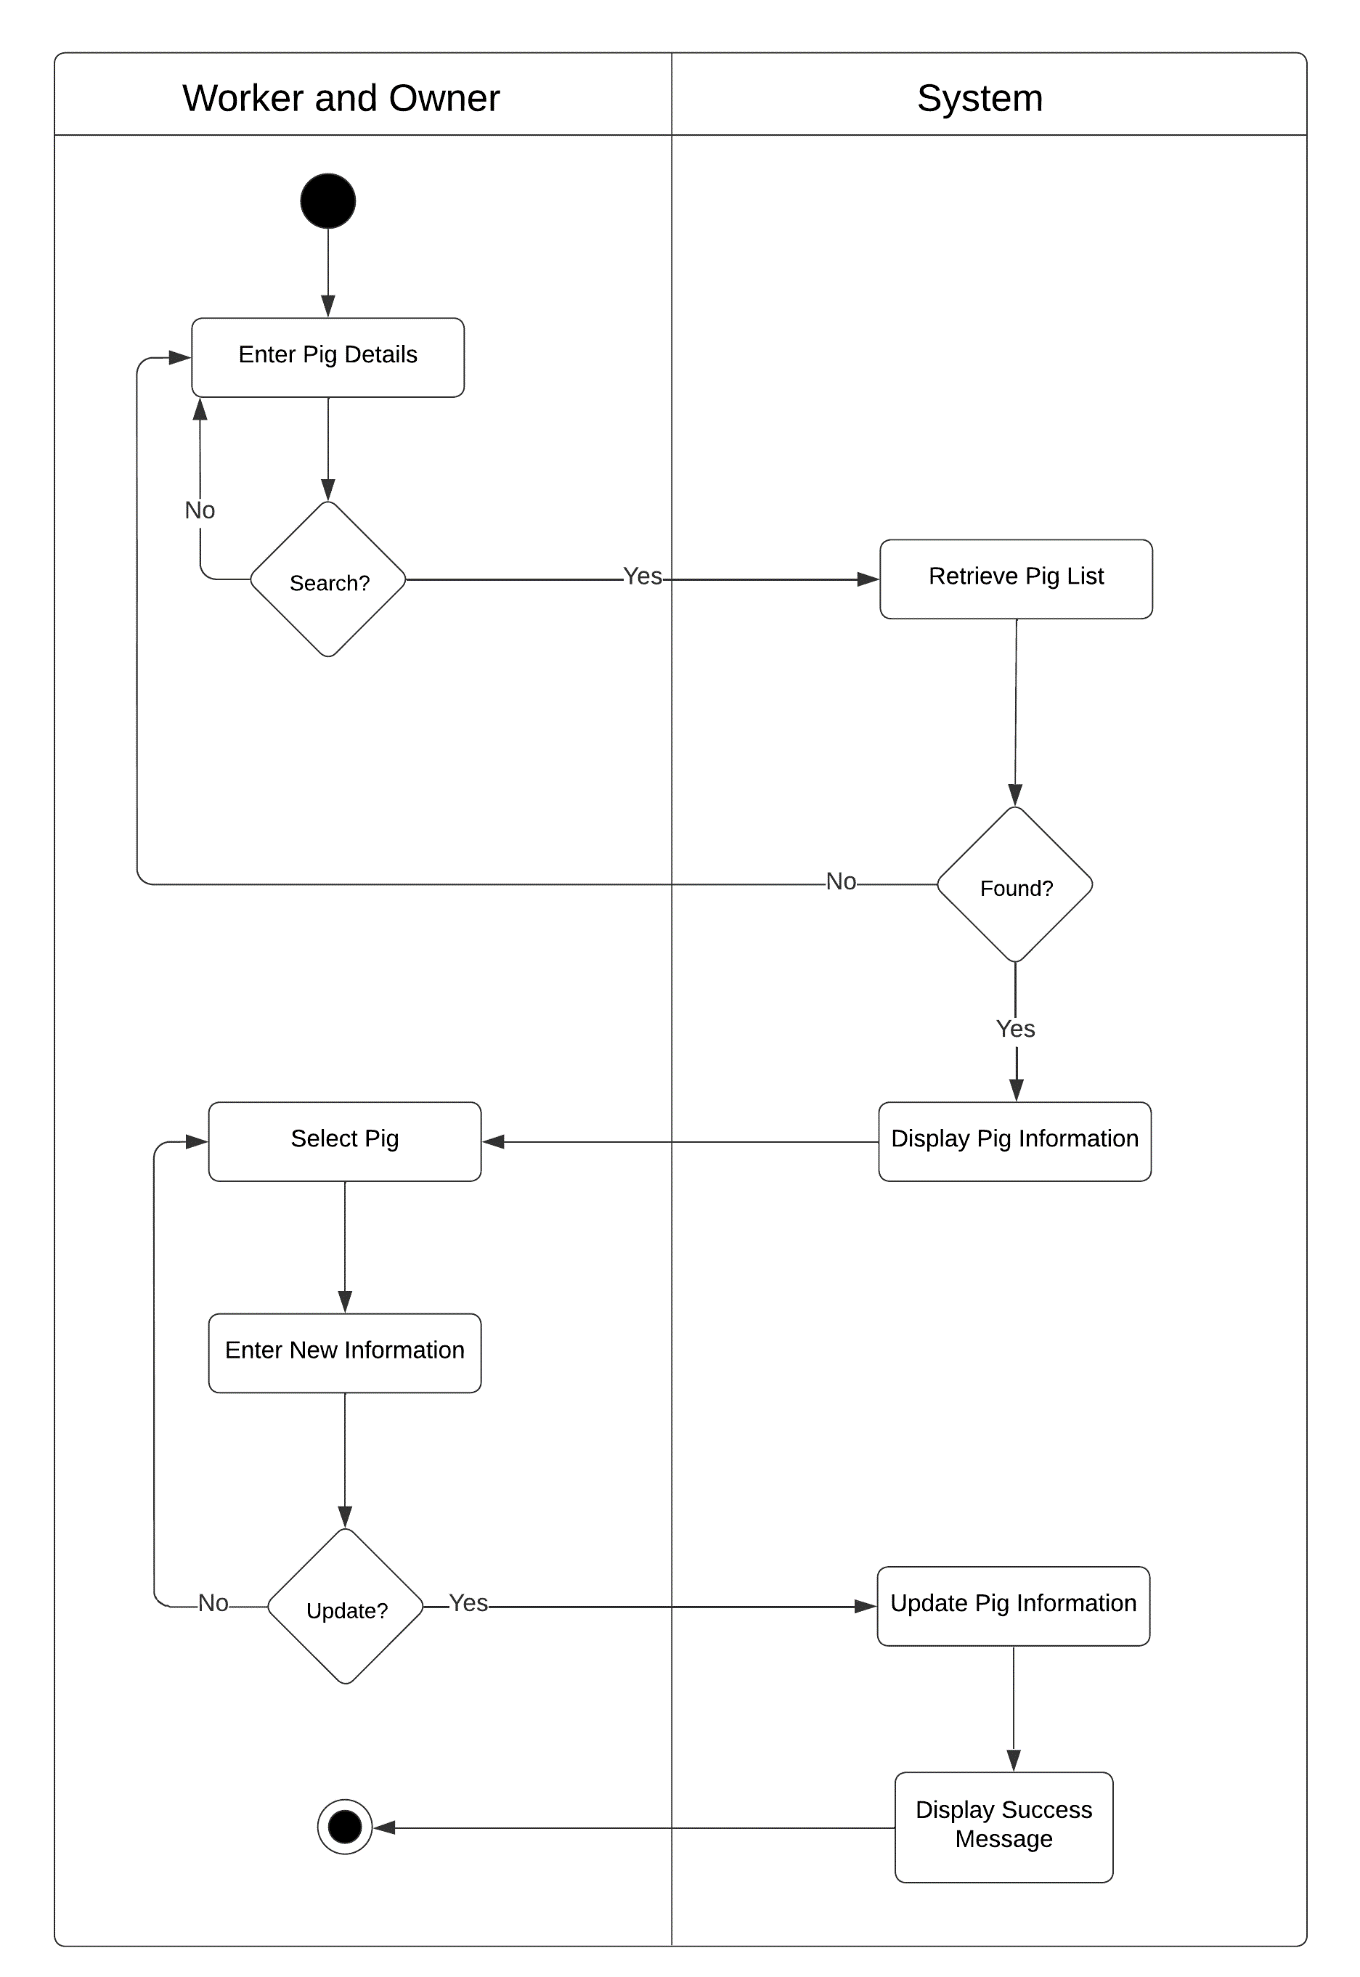 Worker and Owner
System
Enter Pig Details
No
Search?
Yes
Retrieve Pig List
No
Found?
Yes
Select Pig
Display Pig Information
Enter New Information
No
Update?
Yes
Update Pig Information
Display Success
Message